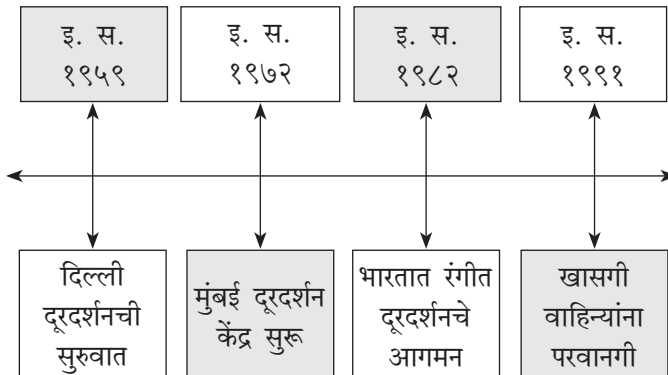 इ. स.
१९५९
इ. स.
१९७२
इ. स.
१९८२
इ. स.
१९९१
दिल्ली
दूरदर्शनची
सुरुवात
मुंबई दूरदर्शन
केंद्र सुरू
भारतात रंगीत
दूरदर्शनचे
आगमन
खासगी
वाहिन्यांना
परवानगी